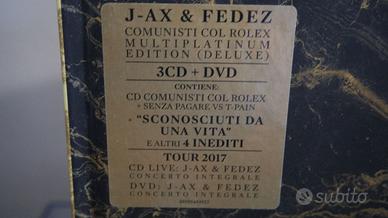 J-AX & FEDEZ
COMUNISTI COL ROLEX
MULTIPLATINUM
EDITION (DELUXE)
3CD + DVD
CONTIENE:
CD COMUNISTI COL ROLEX
+ SENZA PAGARE VS T-PAIN
+ "SCONOSCIUTI DA
UNA VITA"
E ALTRI 4 INEDITI
TOUR 2017
CD LIVE: J-AX & FEDEZ
CONCERTO INTEGRALE
DVD: J-AX & FEDEZ
CONCERTO INTEGRALE
subito